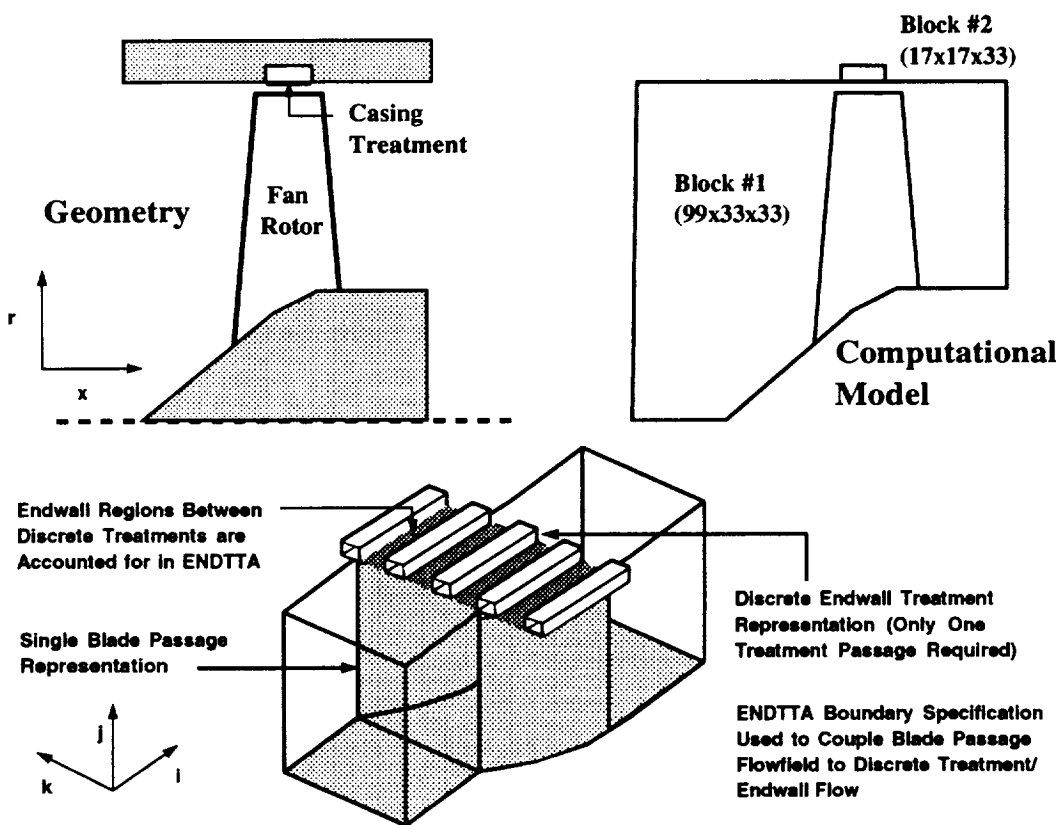 Block #2
(17x17x33)
Casing
Treatment
Block #1
(99x33x33)
Fan
Rotor
Geometry
r
x
Computational
Model
Endwall Regions Between
Discrete Treatments are
Accounted for in ENDTTA
Discrete Endwall Treatment
Representation (Only One
Treatment Passage Required)
Single Blade Passage
Representation
ENDTTA Boundary Specification
Used to Couple Blade Passage
Flowfield to Discrete Treatment/
Endwall Flow
j
k
i